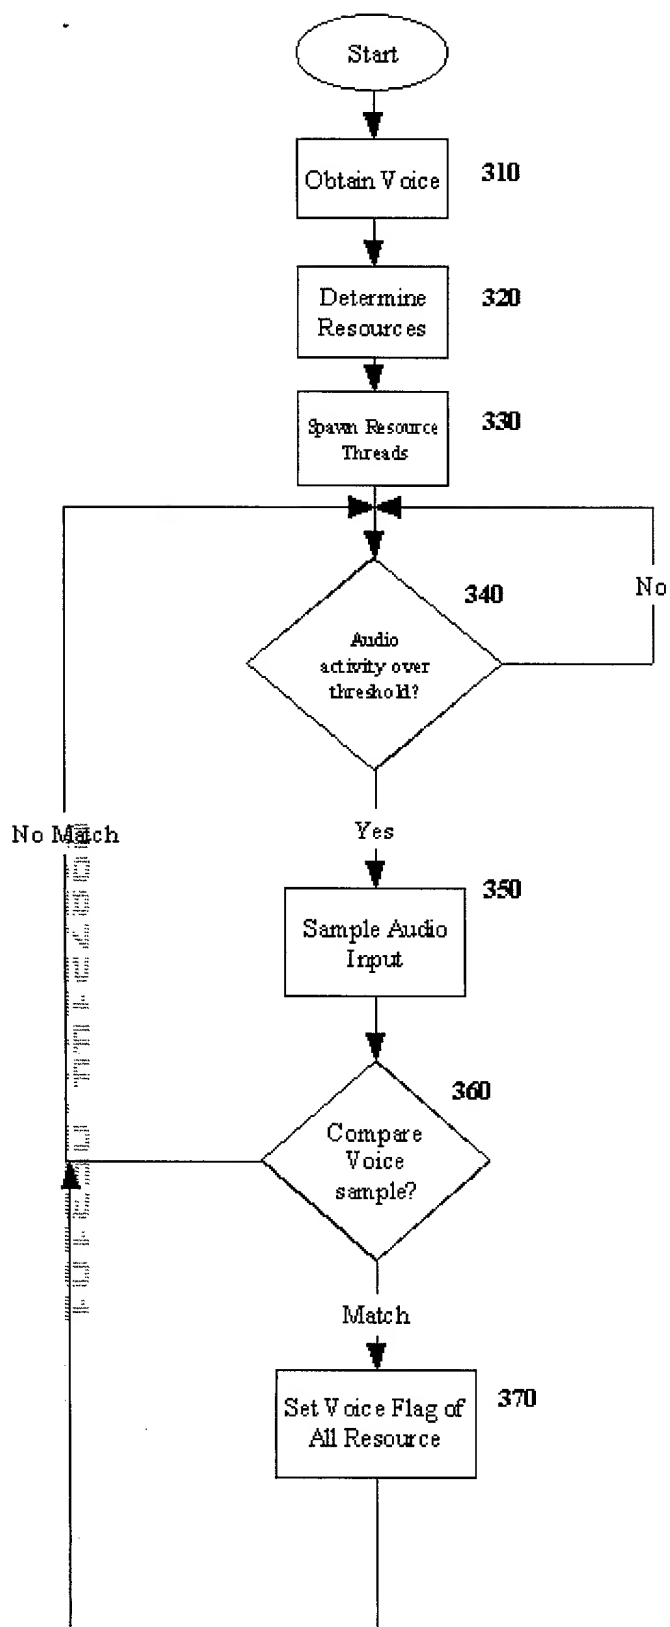 Start
Obtain Voice
310
Determine
Resources
320
Spawn Resource
Threads
330
340
No
Audio
activity over
threshold?
No Match
Yes
350
Sample Audio
Input
360
Compare
Voice
sample?
Match
Set Voice Flag of
All Resource
370